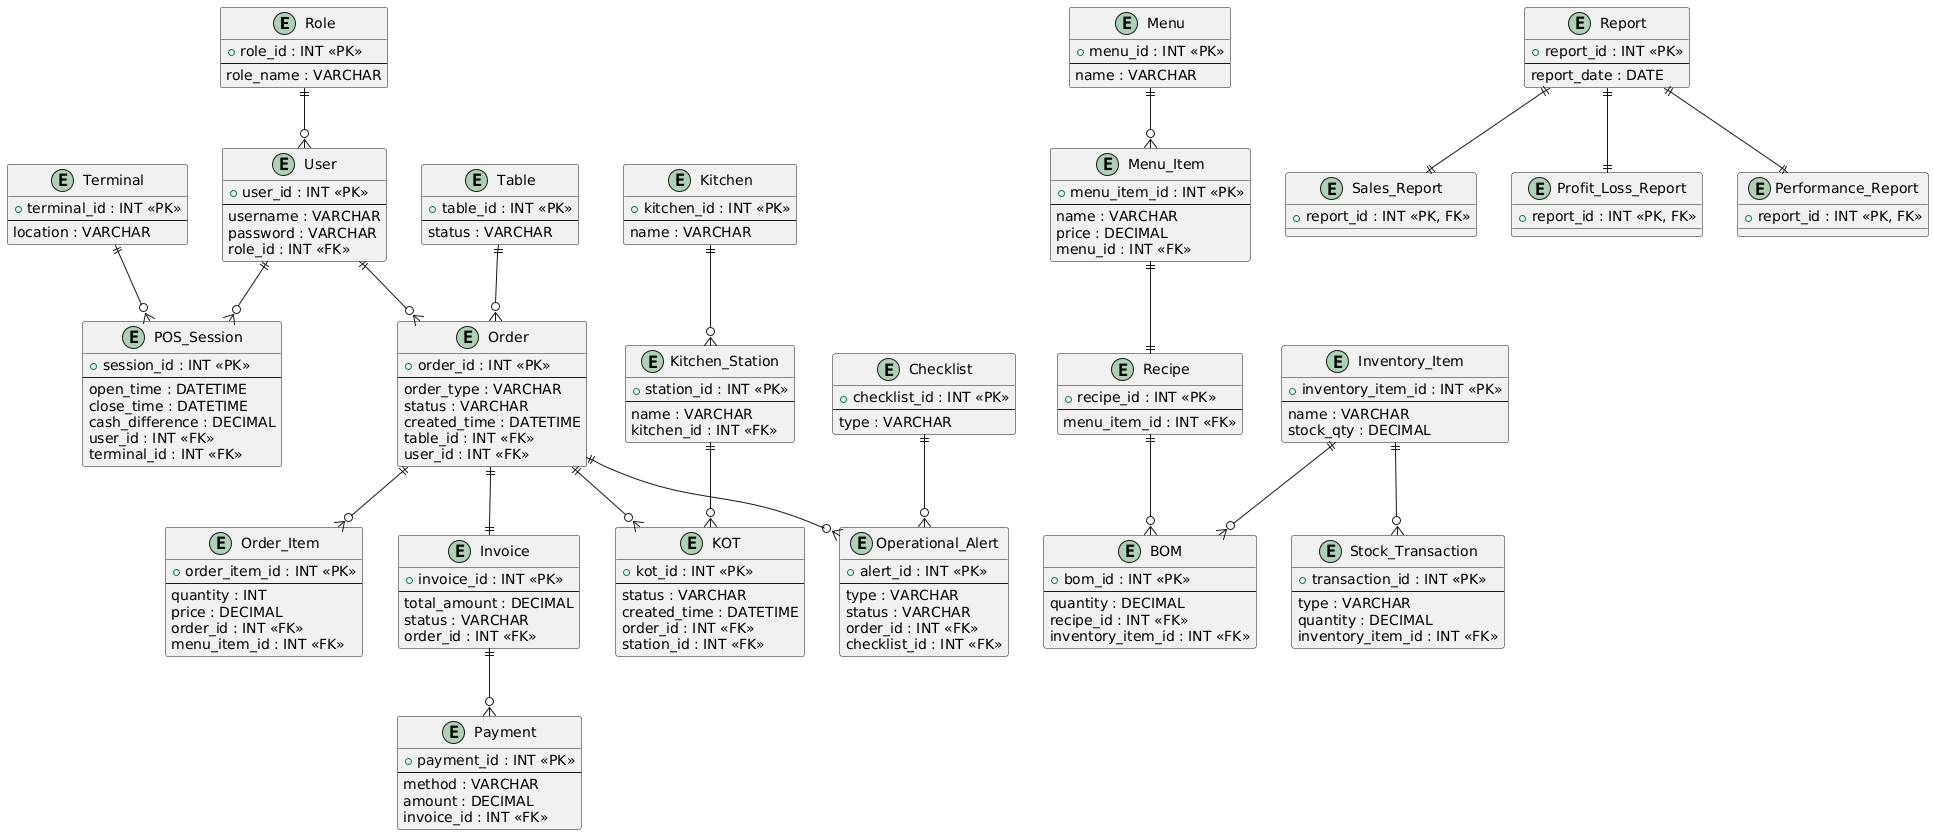 E Role
+ role_id : INT «PK»
role_name : VARCHAR
E Menu
+ menu_id : INT «PK»
name : VARCHAR
E Report
+ report_id : INT «PK»
report_date : DATE
E Terminal
+ terminal_id : INT «PK»
location : VARCHAR
E User
+ user_id : INT «PK»
username : VARCHAR
password : VARCHAR
role_id : INT «FK»
E Table
+ table_id : INT «PK»
status : VARCHAR
E Kitchen
+ kitchen_id : INT «PK»
name : VARCHAR
E Menu_Item
+ menu_item_id : INT «PK»
name : VARCHAR
price : DECIMAL
menu_id : INT «FK»
E Sales_Report
+ report_id : INT «PK, FK»
E Profit_Loss_Report
+ report_id : INT «PK, FK»
E Performance_Report
+ report_id : INT «PK, FK»
E POS_Session
+ session_id : INT «PK»
open_time : DATETIME
close_time : DATETIME
cash_difference : DECIMAL
user_id : INT «FK»
terminal_id : INT «FK»
E Order
+ order_id : INT «PK»
order_type : VARCHAR
status : VARCHAR
created_time : DATETIME
table_id : INT «FK»
user_id : INT «FK»
E Kitchen_Station
+ station_id : INT «PK»
name : VARCHAR
kitchen_id : INT «FK»
E Checklist
+ checklist_id : INT «PK»
type : VARCHAR
E Recipe
+ recipe_id : INT «PK»
menu_item_id : INT «FK»
E Inventory_Item
+ inventory_item_id : INT «PK»
name : VARCHAR
stock_qty : DECIMAL
E Order_Item
+ order_item_id : INT «PK»
quantity : INT
price : DECIMAL
order_id : INT «FK»
menu_item_id : INT «FK»
E Invoice
+ invoice_id : INT «PK»
total_amount : DECIMAL
status : VARCHAR
order_id : INT «FK»
E KOT
+ kot_id : INT «PK»
status : VARCHAR
created_time : DATETIME
order_id : INT «FK»
station_id : INT «FK»
E Operational_Alert
+ alert_id : INT «PK»
type : VARCHAR
status : VARCHAR
order_id : INT «FK»
checklist_id : INT «FK»
E BOM
+ bom_id : INT «PK»
quantity : DECIMAL
recipe_id : INT «FK»
inventory_item_id : INT «FK»
E Stock_Transaction
+ transaction_id : INT «PK»
type : VARCHAR
quantity : DECIMAL
inventory_item_id : INT «FK»
E Payment
+ payment_id : INT «PK»
method : VARCHAR
amount : DECIMAL
invoice_id : INT «FK»